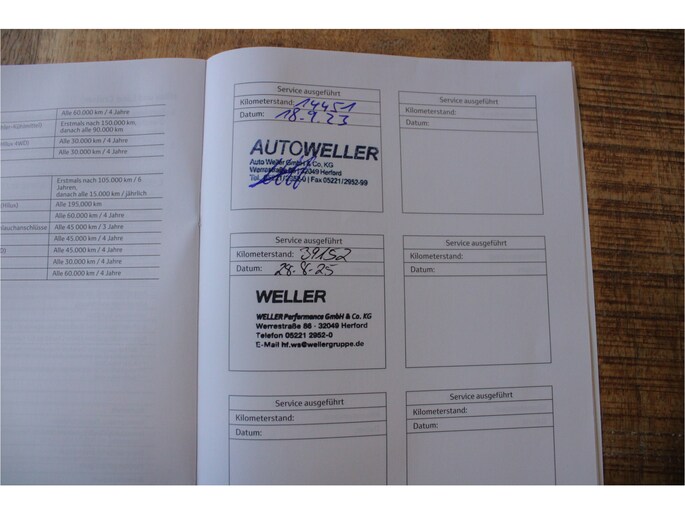 Alle 60.000 km / 4 Jahre
Erstmals nach 150.000 km,
danach alle 90.000 km
Alle 30.000 km / 4 Jahre
Alle 30.000 km / 4 Jahre
Erstmals nach 105.000 km / 6
Jahren,
danach alle 15.000 km / jährlich
(Hilux) Alle 195.000 km
Alle 60.000 km / 4 Jahre
Alle 45.000 km / 3 Jahre
Alle 45.000 km / 4 Jahre
Alle 30.000 km / 4 Jahre
Alle 60.000 km / 4 Jahre
Service ausgeführt
Kilometerstand: 14451
Datum: 18.9.23
AUTOWELLER
Auto Weller GmbH & Co. KG
Werrestraße 32049 Herford
Tel. | Fax 05221/2952-99
Service ausgeführt
Kilometerstand:
Datum:
Service ausgeführt
Kilometerstand: 39152
Datum: 28.8.25
WELLER
WELLER Performance GmbH & Co. KG
Werrestraße 86 - 32049 Herford
Telefon 05221 2952-0
E-Mail hf.ws@wellergruppe.de
Service ausgeführt
Kilometerstand:
Datum:
Service ausgeführt
Kilometerstand:
Datum:
Service ausgeführt
Kilometerstand:
Datum: